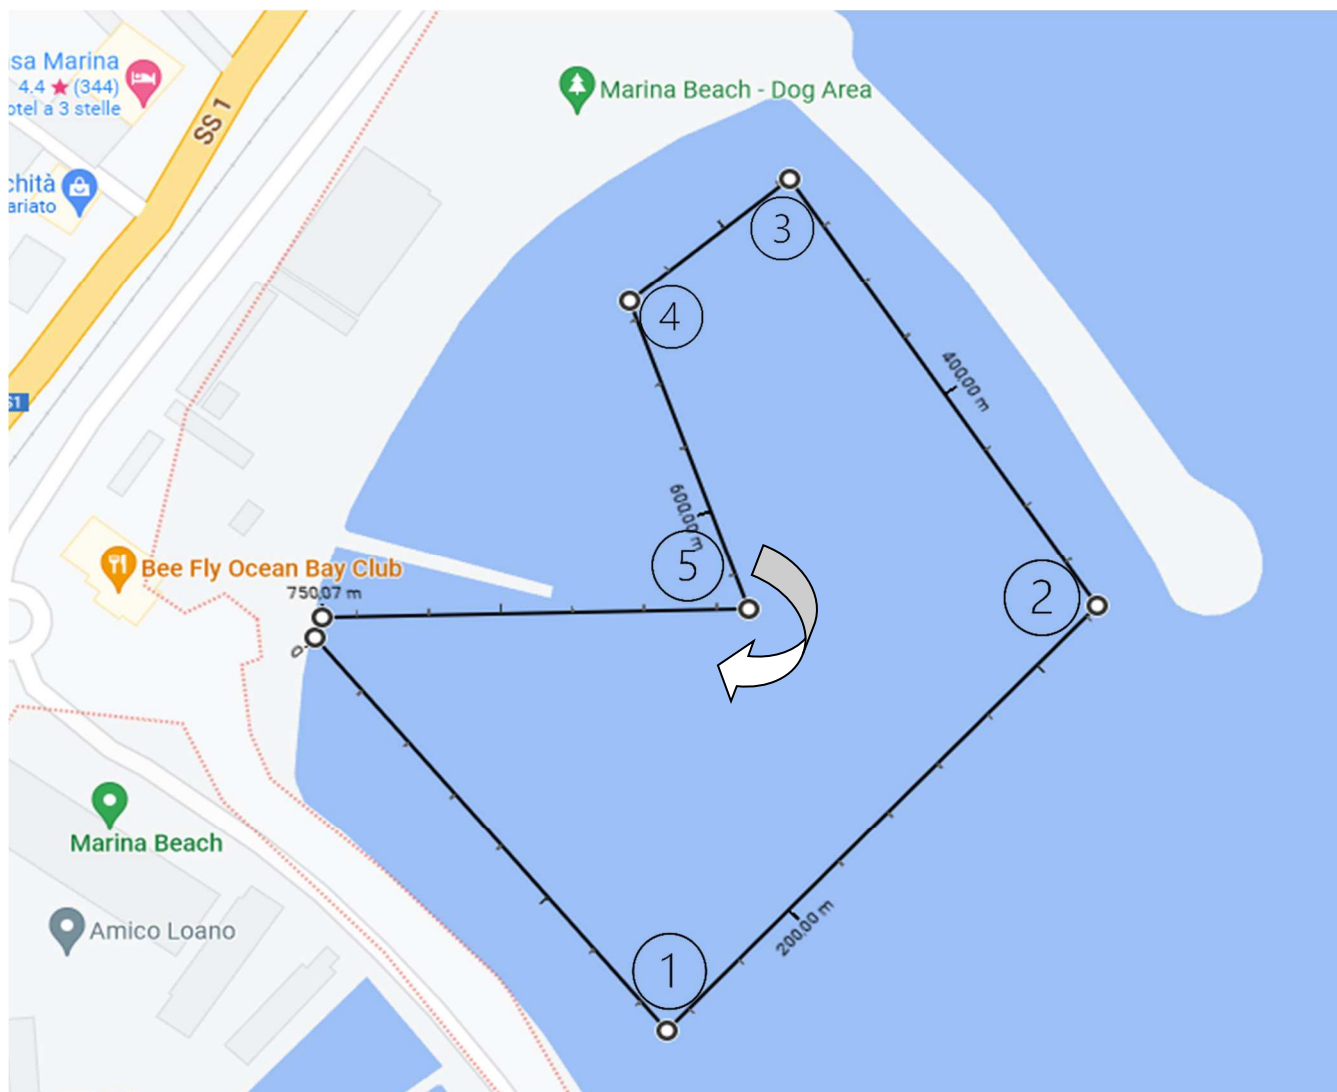 sa Marina
4.4 ★ (344)
otel a 3 stelle
SS 1
Marina Beach - Dog Area
chità
ariato
3
4
400,00 m
S1
600,00 m
5
Bee Fly Ocean Bay Club
750,07 m
2
0
Marina Beach
200,00 m
Amico Loano
1